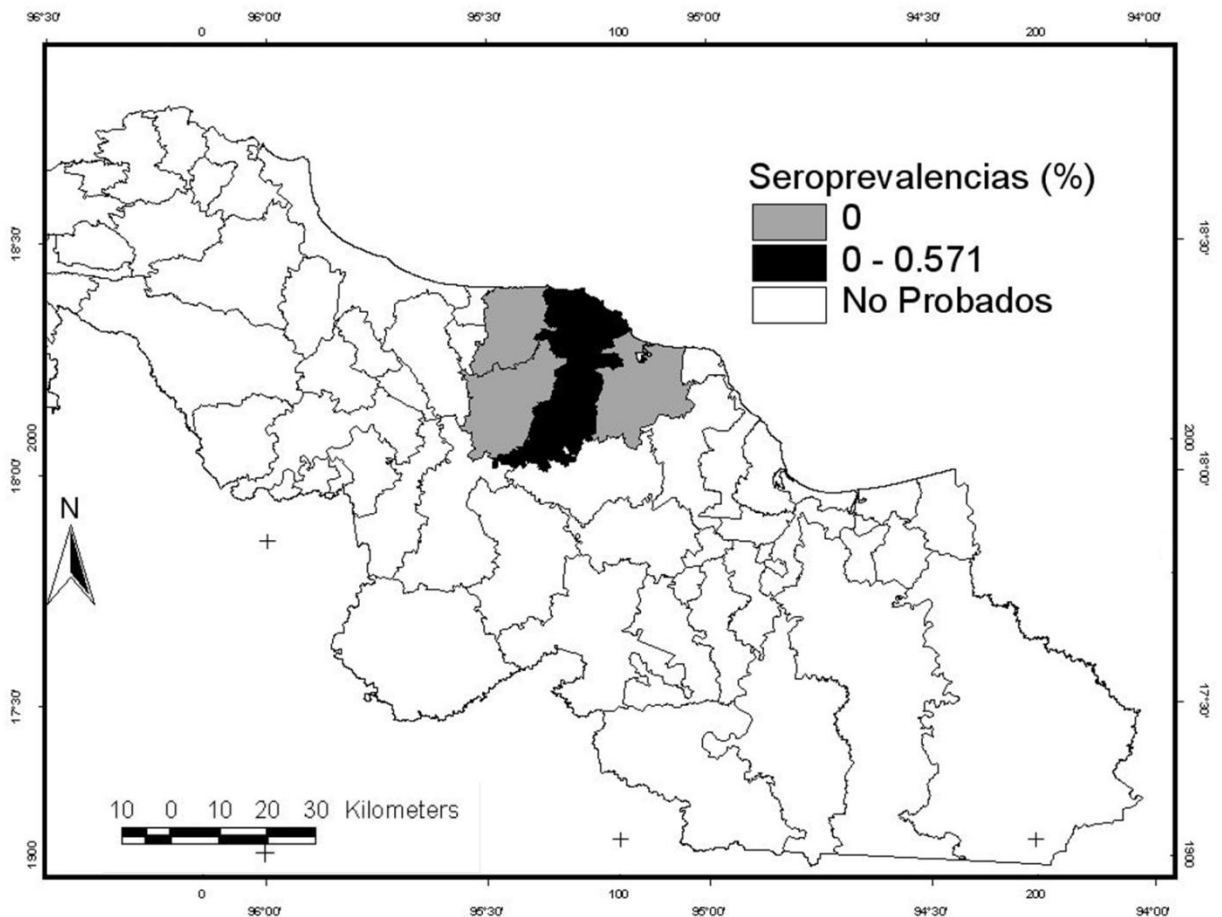 96°30' 96°00' 95°30' 95°00' 94°30' 94°00'
0 100 200
Seroprevalencias (%)
0
0 - 0.571
No Probados
18°30' 18°30'
2000 2000
18°00' 18°00'
N
17°30' 17°30'
10 0 10 20 30 Kilometers
1900 1900
0 100 200
96°00' 95°30' 95°00' 94°30' 94°00'